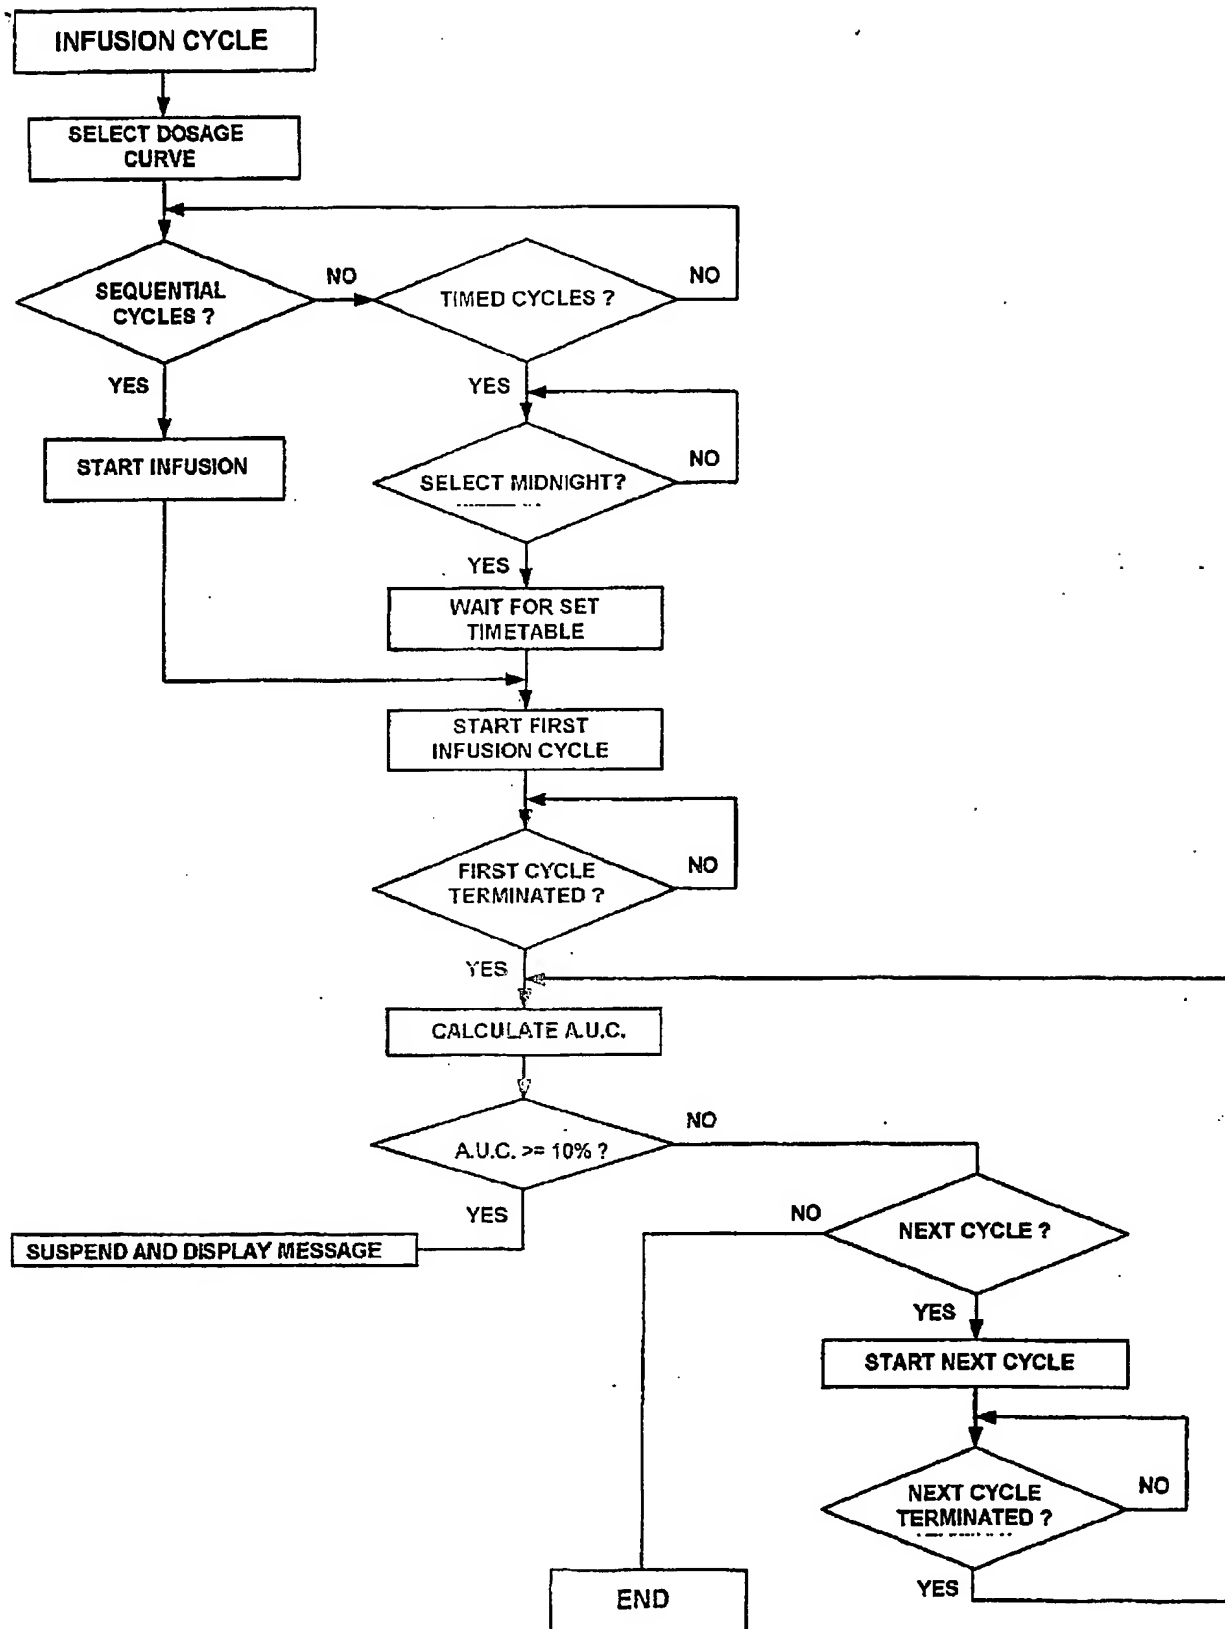 INFUSION CYCLE
SELECT DOSAGE
CURVE
SEQUENTIAL
CYCLES ?
NO
TIMED CYCLES ?
NO
YES
YES
START INFUSION
SELECT MIDNIGHT?
NO
YES
WAIT FOR SET
TIMETABLE
START FIRST
INFUSION CYCLE
FIRST CYCLE
TERMINATED ?
NO
YES
CALCULATE A.U.C.
A.U.C. >= 10% ?
NO
YES
SUSPEND AND DISPLAY MESSAGE
NO
NEXT CYCLE ?
YES
START NEXT CYCLE
NEXT CYCLE
TERMINATED ?
NO
YES
END